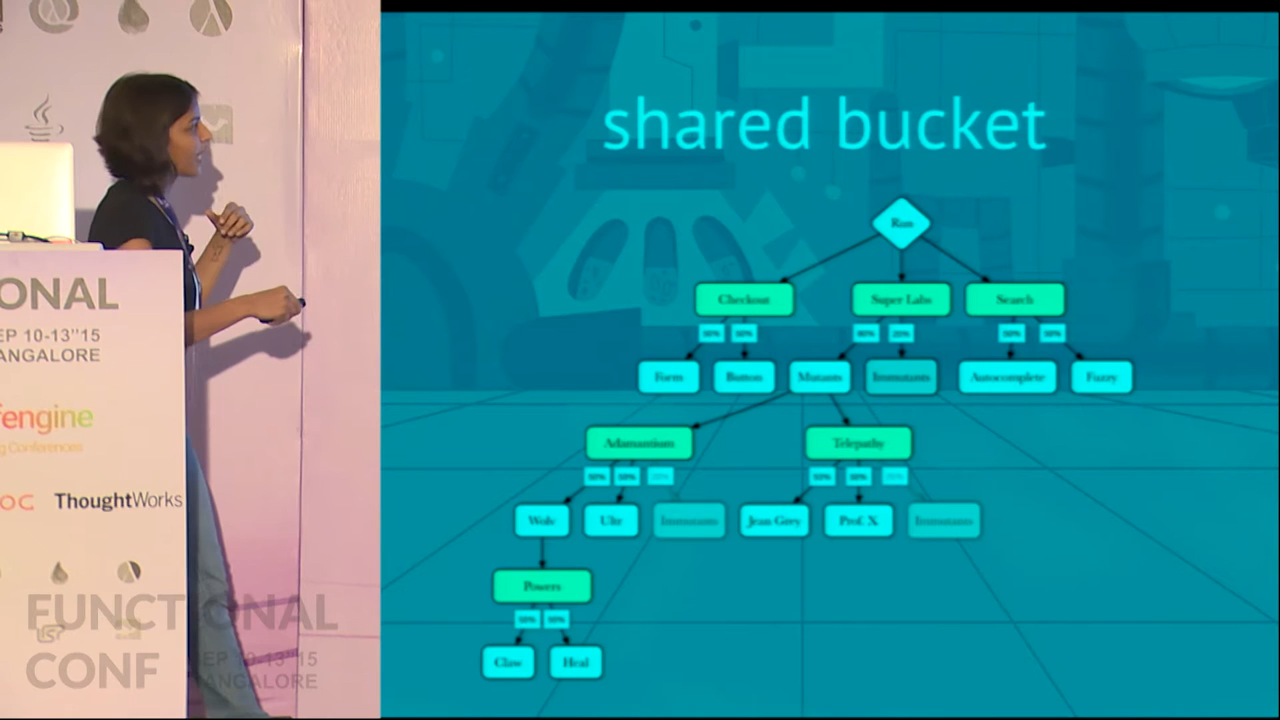 shared bucket
Run
Checkout
Super Labs
Search
50% 50%
80% 20%
50% 50%
Form
Button
Mutants
Immutants
Autocomplete
Fuzzy
Adamantium
Telepathy
50% 50%
50% 50%
Wolv
Ultr
Immutants
Jean Grey
Prof. X
Immutants
Powers
50% 50%
Claw
Heal
ONAL
EP 10-13"15
ANGALORE
fengine
g Conferences
OC
ThoughtWorks
FUNCTIONAL
CONF
EP 10-13"15
ANGALORE